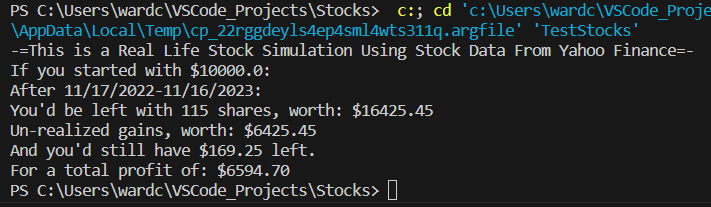 PS C:\Users\wardc\VSCode_Projects\Stocks>  c:; cd 'c:\Users\wardc\VSCode_Proje
\AppData\Local\Temp\cp_22rggdeyls4ep4sml4wts311q.argfile' 'TestStocks'
-=This is a Real Life Stock Simulation Using Stock Data From Yahoo Finance=-
If you started with $10000.0:
After 11/17/2022-11/16/2023:
You'd be left with 115 shares, worth: $16425.45
Un-realized gains, worth: $6425.45
And you'd still have $169.25 left.
For a total profit of: $6594.70
PS C:\Users\wardc\VSCode_Projects\Stocks>